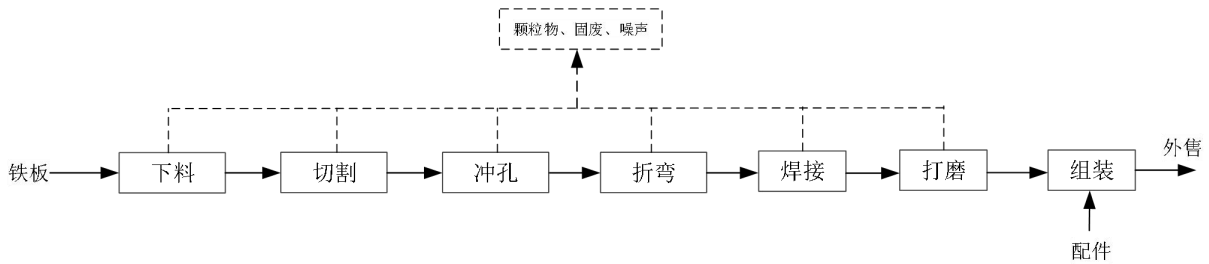 颗粒物、固废、噪声
铁板
下料
切割
冲孔
折弯
焊接
打磨
组装
外售
配件